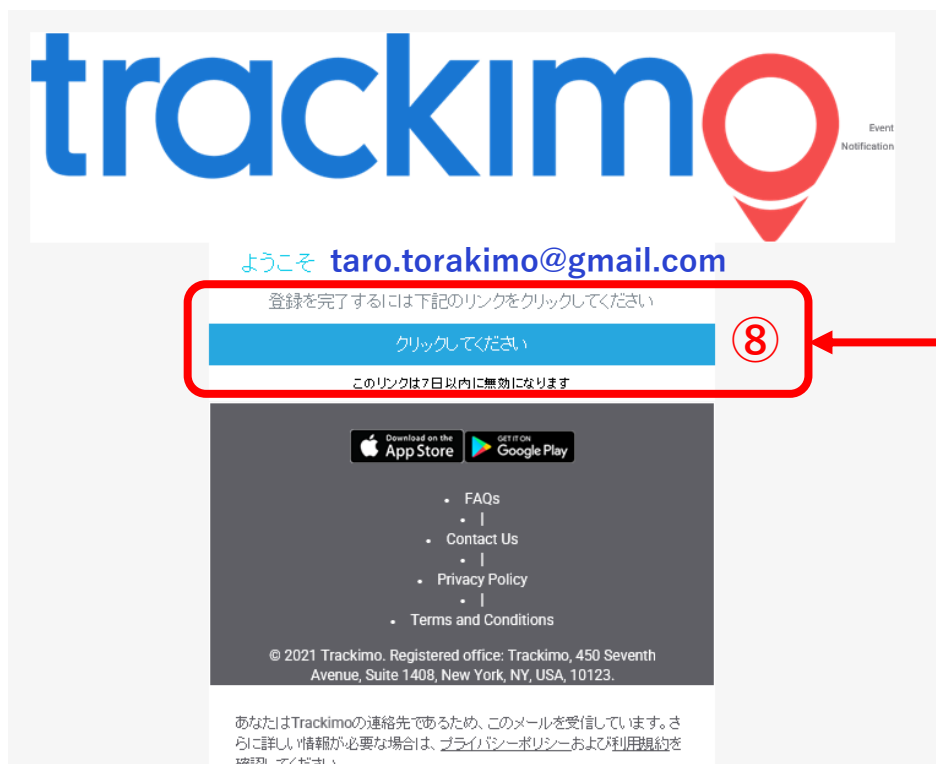 trackimo
Event
Notification
ようこそ taro.torakimo@gmail.com
登録を完了するには下記のリンクをクリックしてください
クリックしてください
⑧
このリンクは7日以内に無効になります
Download on the
App Store
GET IT ON
Google Play
• FAQs
• |
• Contact Us
• |
• Privacy Policy
• |
• Terms and Conditions
© 2021 Trackimo. Registered office: Trackimo, 450 Seventh
Avenue, Suite 1408, New York, NY, USA, 10123.
あなたはTrackimoの連絡先であるため、このメールを受信しています。さ
らに詳しい情報が必要な場合は、プライバシーポリシーおよび利用規約を
確認してください